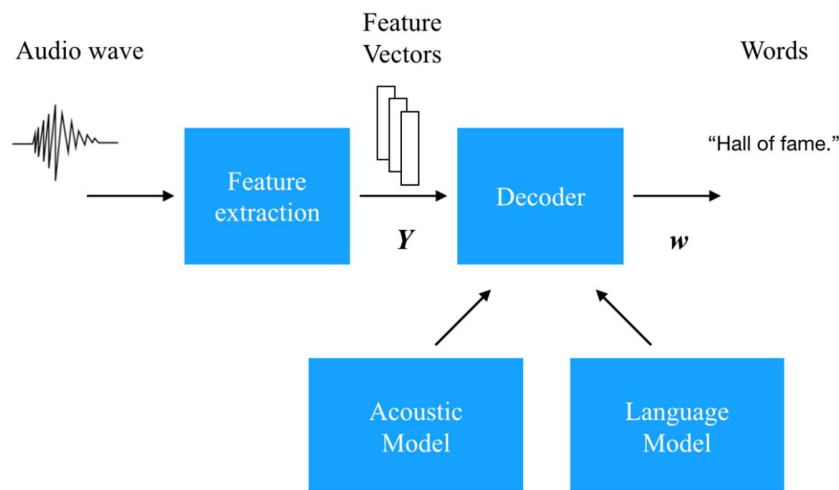 Audio wave
Feature
Vectors
Words
Feature
extraction
Decoder
“Hall of fame.”
Y
w
Acoustic
Model
Language
Model